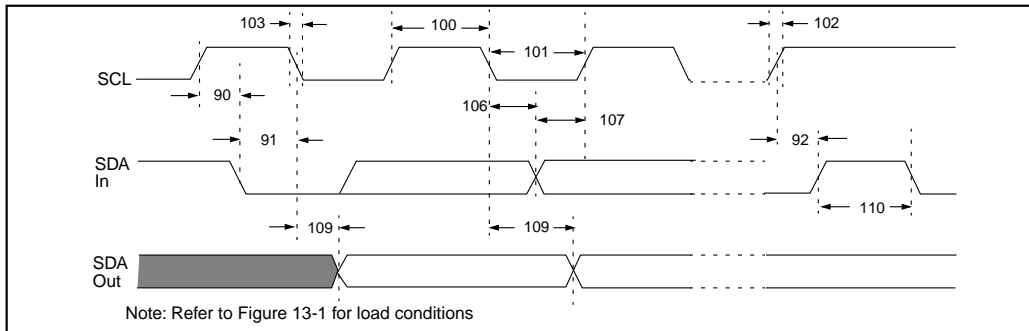 103
100
102
101
SCL
90
106
107
91
92
SDA
In
110
109
109
SDA
Out
Note: Refer to Figure 13-1 for load conditions